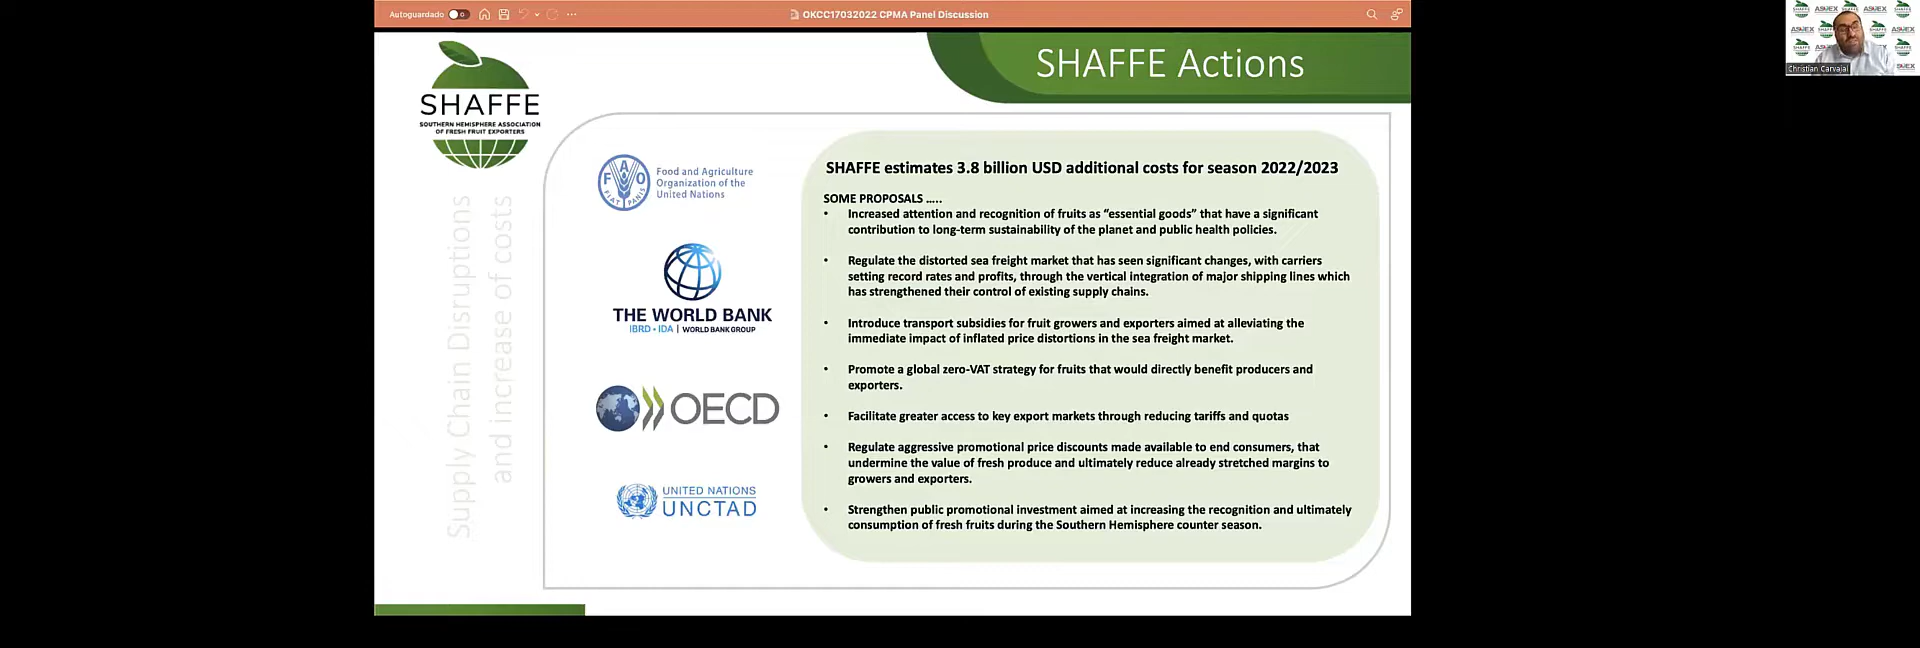 Autoguardado
OKCC17032022 CPMA Panel Discussion
SHAFFE Actions
SHAFFE
SOUTHERN HEMISPHERE ASSOCIATION
OF FRESH FRUIT EXPORTERS
Supply Chain Disruptions
and increase of costs
FAO
FIAT PANIS
Food and Agriculture
Organization of the
United Nations
THE WORLD BANK
IBRD • IDA | WORLD BANK GROUP
OECD
UNITED NATIONS
UNCTAD
SHAFFE estimates 3.8 billion USD additional costs for season 2022/2023
SOME PROPOSALS …..
• Increased attention and recognition of fruits as “essential goods” that have a significant
contribution to long-term sustainability of the planet and public health policies.
• Regulate the distorted sea freight market that has seen significant changes, with carriers
setting record rates and profits, through the vertical integration of major shipping lines which
has strengthened their control of existing supply chains.
• Introduce transport subsidies for fruit growers and exporters aimed at alleviating the
immediate impact of inflated price distortions in the sea freight market.
• Promote a global zero-VAT strategy for fruits that would directly benefit producers and
exporters.
• Facilitate greater access to key export markets through reducing tariffs and quotas
• Regulate aggressive promotional price discounts made available to end consumers, that
undermine the value of fresh produce and ultimately reduce already stretched margins to
growers and exporters.
• Strengthen public promotional investment aimed at increasing the recognition and ultimately
consumption of fresh fruits during the Southern Hemisphere counter season.
Christian Carvajal